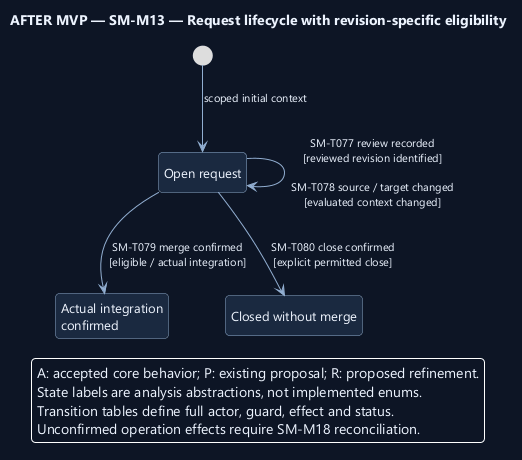 AFTER MVP — SM-M13 — Request lifecycle with revision-specific eligibility
scoped initial context
SM-T077 review recorded
[reviewed revision identified]
Open request
SM-T078 source / target changed
[evaluated context changed]
SM-T079 merge confirmed
[eligible / actual integration]
SM-T080 close confirmed
[explicit permitted close]
Actual integration
confirmed
Closed without merge
A: accepted core behavior; P: existing proposal; R: proposed refinement.
State labels are analysis abstractions, not implemented enums.
Transition tables define full actor, guard, effect and status.
Unconfirmed operation effects require SM-M18 reconciliation.